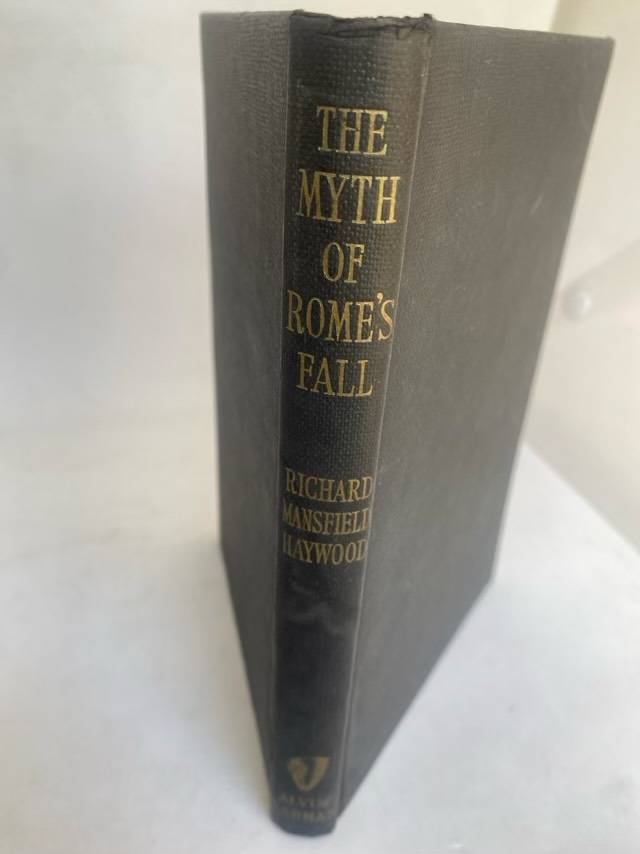 THE
MYTH
OF
ROME'S
FALL
RICHARD
MANSFIELD
HAYWOOD
ALVIN